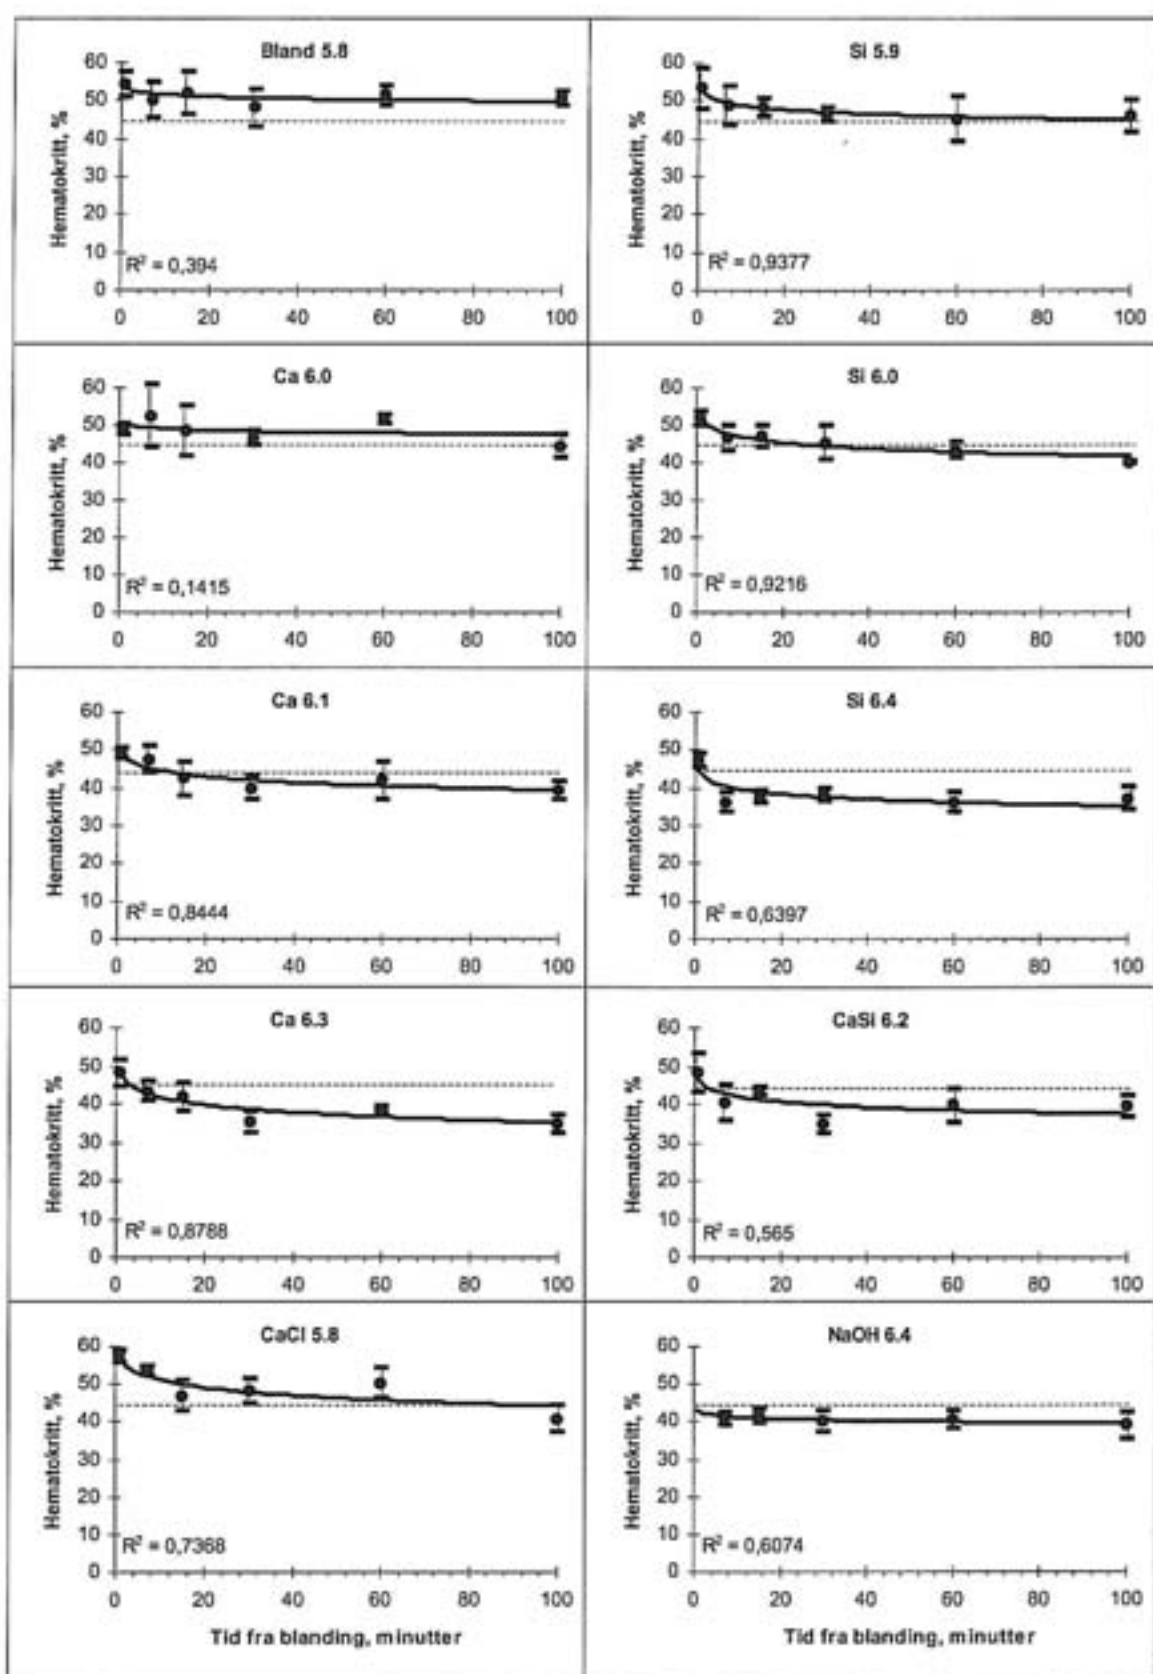 Bland 5.8
Hematokritt, %
60
50
40
30
20
10
0
R² = 0,394
0 20 40 60 80 100
Si 5.9
Hematokritt, %
60
50
40
30
20
10
0
R² = 0,9377
0 20 40 60 80 100
Ca 6.0
Hematokritt, %
60
50
40
30
20
10
0
R² = 0,1415
0 20 40 60 80 100
Si 6.0
Hematokritt, %
60
50
40
30
20
10
0
R² = 0,9216
0 20 40 60 80 100
Ca 6.1
Hematokritt, %
60
50
40
30
20
10
0
R² = 0,8444
0 20 40 60 80 100
Si 6.4
Hematokritt, %
60
50
40
30
20
10
0
R² = 0,6397
0 20 40 60 80 100
Ca 6.3
Hematokritt, %
60
50
40
30
20
10
0
R² = 0,8788
0 20 40 60 80 100
CaSi 6.2
Hematokritt, %
60
50
40
30
20
10
0
R² = 0,565
0 20 40 60 80 100
CaCl 5.8
Hematokritt, %
60
50
40
30
20
10
0
R² = 0,7368
0 20 40 60 80 100
Tid fra blanding, minutter
NaOH 6.4
Hematokritt, %
60
50
40
30
20
10
0
R² = 0,6074
0 20 40 60 80 100
Tid fra blanding, minutter